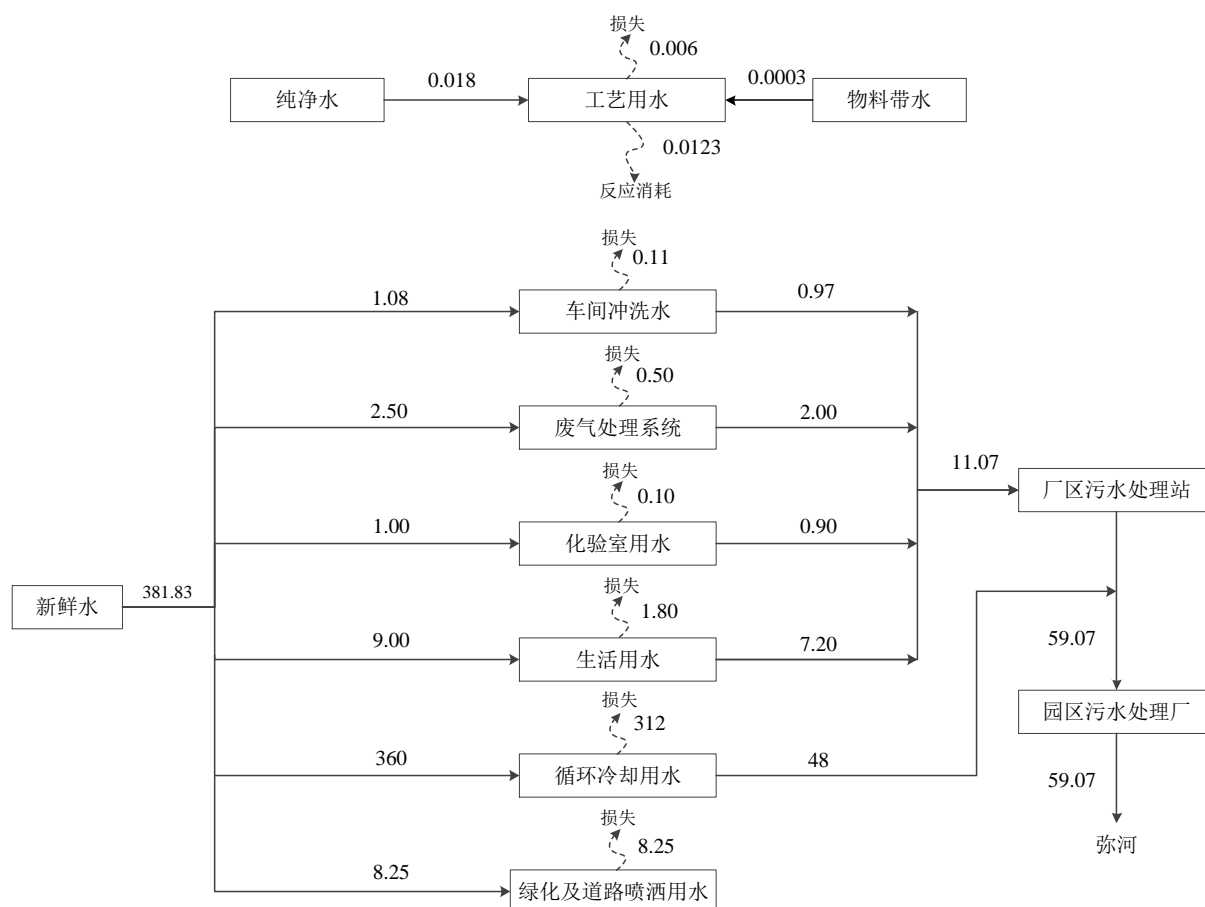 损失
0.006
纯净水
0.018
工艺用水
0.0003
物料带水
0.0123
反应消耗
损失
0.11
1.08
车间冲洗水
0.97
损失
0.50
2.50
废气处理系统
2.00
11.07
厂区污水处理站
损失
0.10
1.00
化验室用水
0.90
新鲜水
381.83
损失
1.80
9.00
生活用水
7.20
59.07
园区污水处理厂
损失
312
360
循环冷却用水
48
59.07
弥河
损失
8.25
8.25
绿化及道路喷洒用水